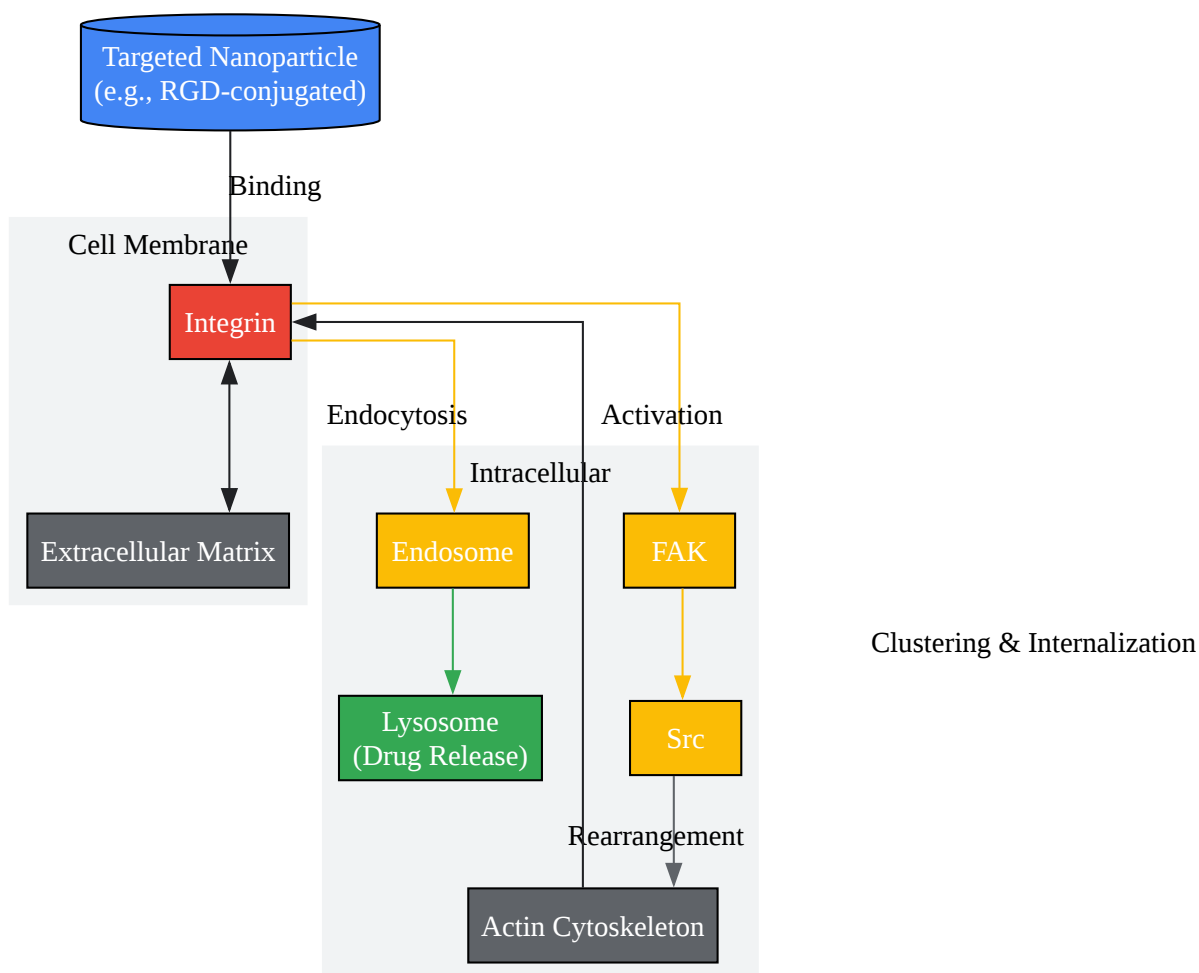 Targeted Nanoparticle
(e.g., RGD-conjugated)
Binding
Cell Membrane
Integrin
Endocytosis
Activation
Intracellular
Extracellular Matrix
Endosome
FAK
Clustering & Internalization
Lysosome
(Drug Release)
Src
Rearrangement
Actin Cytoskeleton